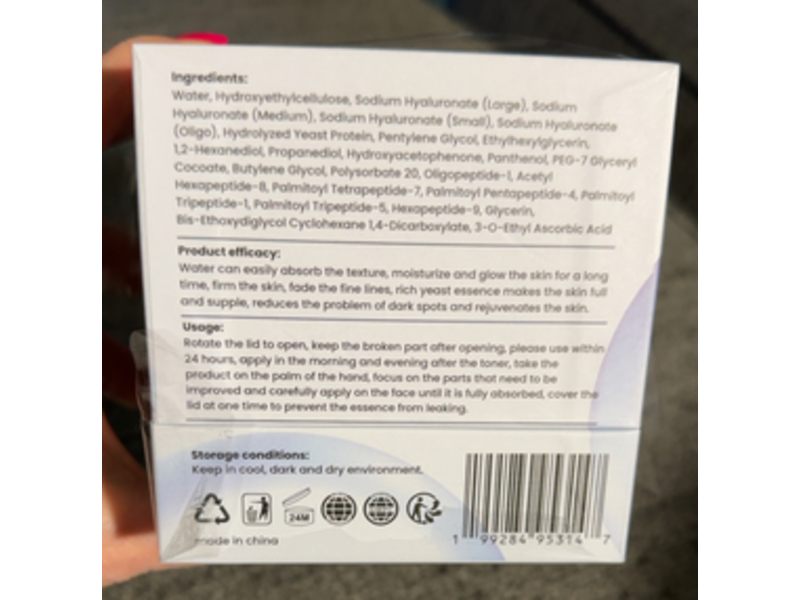 Ingredients:
Water, Hydroxyethylcellulose, Sodium Hyaluronate (Large), Sodium
Hyaluronate (Medium), Sodium Hyaluronate (Small), Sodium Hyaluronate
(Oligo), Hydrolyzed Yeast Protein, Pentylene Glycol, Ethylhexylglycerin,
1,2-Hexanediol, Propanediol, Hydroxyacetophenone, Panthenol, PEG-7 Glyceryl
Cocoate, Butylene Glycol, Polysorbate 20, Oligopeptide-1, Acetyl
Hexapeptide-8, Palmitoyl Tetrapeptide-7, Palmitoyl Pentapeptide-4, Palmitoyl
Tripeptide-1, Palmitoyl Tripeptide-5, Hexapeptide-9, Glycerin,
Bis-Ethoxydiglycol Cyclohexane 1,4-Dicarboxylate, 3-O-Ethyl Ascorbic Acid
Product efficacy:
Water can easily absorb the texture, moisturize and glow the skin for a long
time, firm the skin, fade the fine lines, rich yeast essence makes the skin full
and supple, reduces the problem of dark spots and rejuvenates the skin.
Usage:
Rotate the lid to open, keep the broken part after opening, please use within
24 hours, apply in the morning and evening after the toner, take the
product on the palm of the hand, focus on the parts that need to be
improved and carefully apply on the face until it is fully absorbed, cover the
lid at one time to prevent the essence from leaking.
Storage conditions:
Keep in cool, dark and dry environment.
24M
made in china
1 99284 95314 7